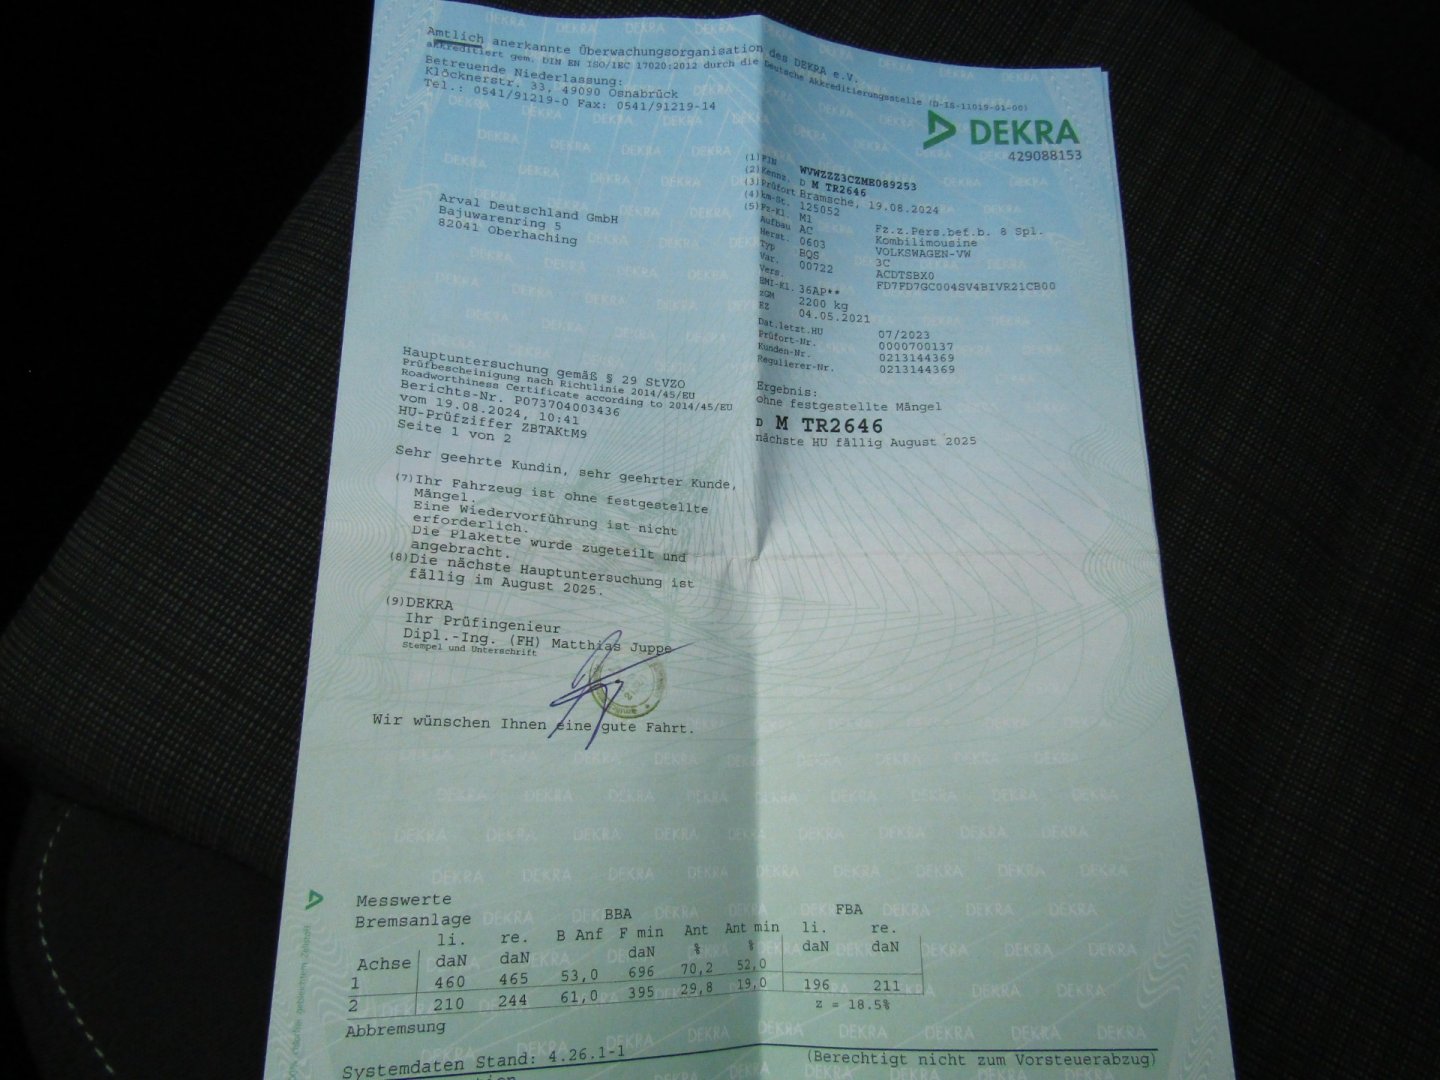 Amtlich anerkannte Überwachungsorganisation des DEKRA e.V.
akkreditiert gem. DIN EN ISO/IEC 17020:2012 durch die Deutsche Akkreditierungsstelle (D-IS-11019-01-00)
Betreuende Niederlassung:
Klöcknerstr. 33, 49090 Osnabrück
Tel.: 0541/91219-0 Fax: 0541/91219-14
DEKRA
429088153
Arval Deutschland GmbH
Bajuwarenring 5
82041 Oberhaching
(1) FIN WVWZZZ3CZME089253
(2) Kennz. D M TR2646
(3) Prüfort Bramsche, 19.08.2024
(4) km-St. 125052
(5) Fz-Kl. M1 Fz.z.Pers.bef.b. 8 Spl.
Aufbau AC Kombilimousine
Herst. 0603 VOLKSWAGEN-VW
Typ BQS 3C
Var. 00722 ACDTSBX0
Vers. FD7FD7GC004SV4BIVR21CB00
EMI-Kl. 36AP**
zGM 2200 kg
EZ 04.05.2021
Dat.letzt.HU 07/2023
Prüfort-Nr. 0000700137
Kunden-Nr. 0213144369
Regulierer-Nr. 0213144369
Hauptuntersuchung gemäß § 29 StVZO
Prüfbescheinigung nach Richtlinie 2014/45/EU
Roadworthiness Certificate according to 2014/45/EU
Berichts-Nr. P073704003436
vom 19.08.2024, 10:41
HU-Prüfziffer ZBTAKtM9
Seite 1 von 2
Ergebnis:
ohne festgestellte Mängel
D M TR2646
nächste HU fällig August 2025
Sehr geehrte Kundin, sehr geehrter Kunde,
(7) Ihr Fahrzeug ist ohne festgestellte
Mängel.
Eine Wiedervorführung ist nicht
erforderlich.
Die Plakette wurde zugeteilt und
angebracht.
(8) Die nächste Hauptuntersuchung ist
fällig im August 2025.
(9) DEKRA
Ihr Prüfingenieur
Dipl.-Ing. (FH) Matthias Juppe
Stempel und Unterschrift
Wir wünschen Ihnen eine gute Fahrt.
Messwerte
Bremsanlage BBA FBA
li. re. B Anf F min Ant Ant min li. re.
Achse daN daN daN % % daN daN
1 460 465 53,0 696 70,2 52,0
2 210 244 61,0 395 29,8 19,0 196 211
z = 18.5%
Abbremsung
Systemdaten Stand: 4.26.1-1 (Berechtigt nicht zum Vorsteuerabzug)